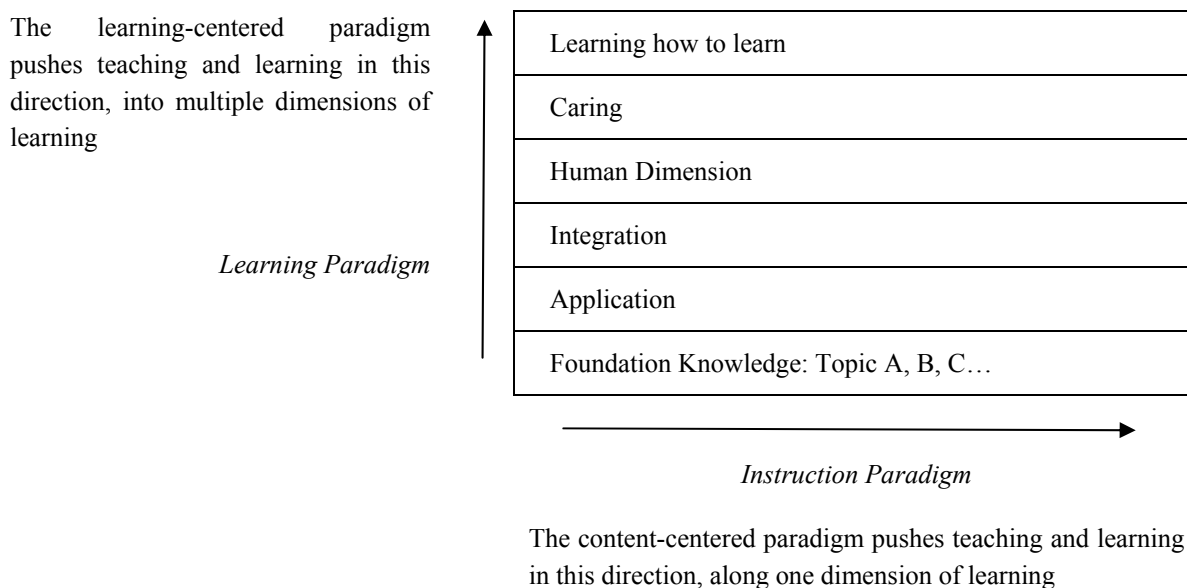 The learning-centered paradigm
pushes teaching and learning in this
direction, into multiple dimensions of
learning
Learning Paradigm
Learning how to learn
Caring
Human Dimension
Integration
Application
Foundation Knowledge: Topic A, B, C…
Instruction Paradigm
The content-centered paradigm pushes teaching and learning
in this direction, along one dimension of learning